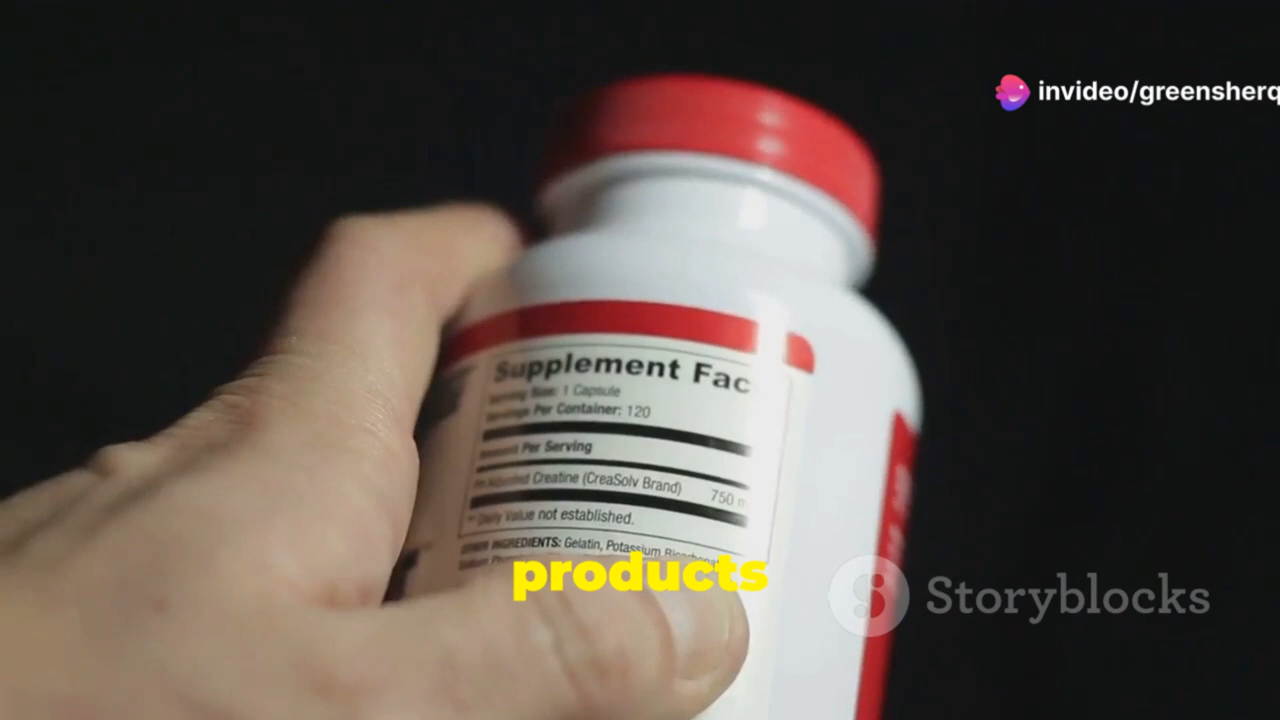 invideo/greensherq
Supplement Fac
Serving Size: 1 Capsule
Servings Per Container: 120
Amount Per Serving
Creatine (CreaSolv Brand) 750 m
Daily Value not established.
INGREDIENTS: Gelatin, Potassium
products
Storyblocks